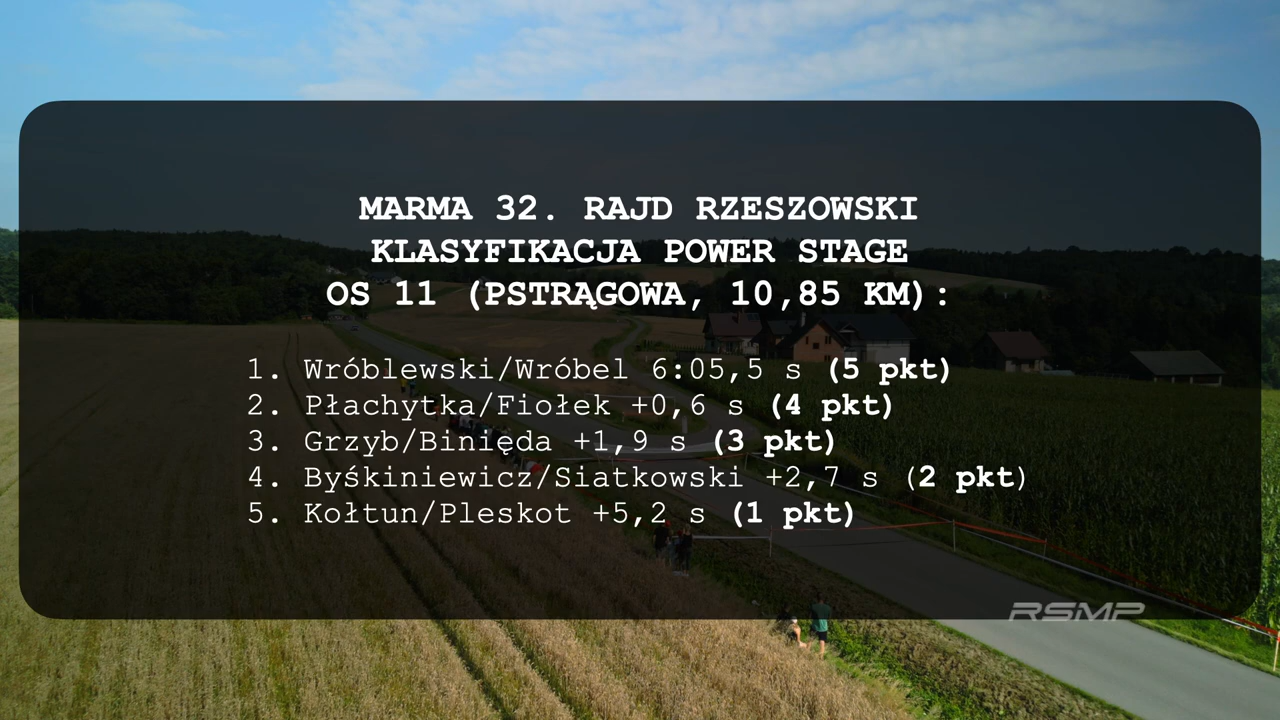 MARMA 32. RAJD RZESZOWSKI
KLASYFIKACJA POWER STAGE
OS 11 (PSTRĄGOWA, 10,85 KM):
1. Wróblewski/Wróbel 6:05,5 s (5 pkt)
2. Płachytka/Fiołek +0,6 s (4 pkt)
3. Grzyb/Binięda +1,9 s (3 pkt)
4. Byśkiniewicz/Siatkowski +2,7 s (2 pkt)
5. Kołtun/Pleskot +5,2 s (1 pkt)
RSMP